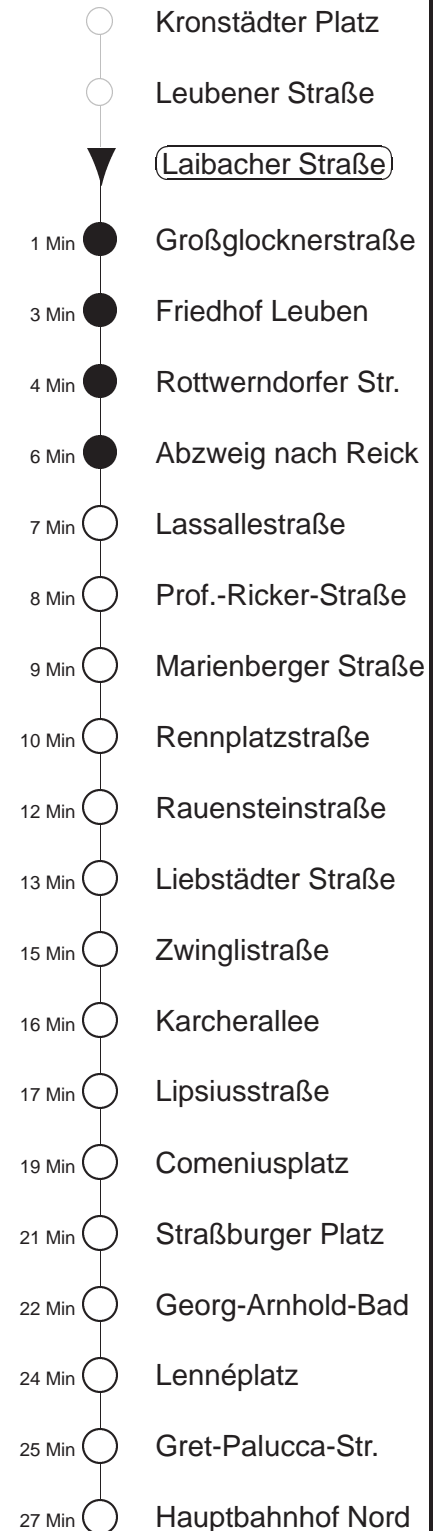 Kronstädter Platz
Leubener Straße
Laibacher Straße
1 Min Großglocknerstraße
3 Min Friedhof Leuben
4 Min Rottwerndorfer Str.
6 Min Abzweig nach Reick
7 Min Lassallestraße
8 Min Prof.-Ricker-Straße
9 Min Marienberger Straße
10 Min Rennplatzstraße
12 Min Rauensteinstraße
13 Min Liebstädter Straße
15 Min Zwinglistraße
16 Min Karcherallee
17 Min Lipsiusstraße
19 Min Comeniusplatz
21 Min Straßburger Platz
22 Min Georg-Arnhold-Bad
24 Min Lennéplatz
25 Min Gret-Palucca-Str.
27 Min Hauptbahnhof Nord